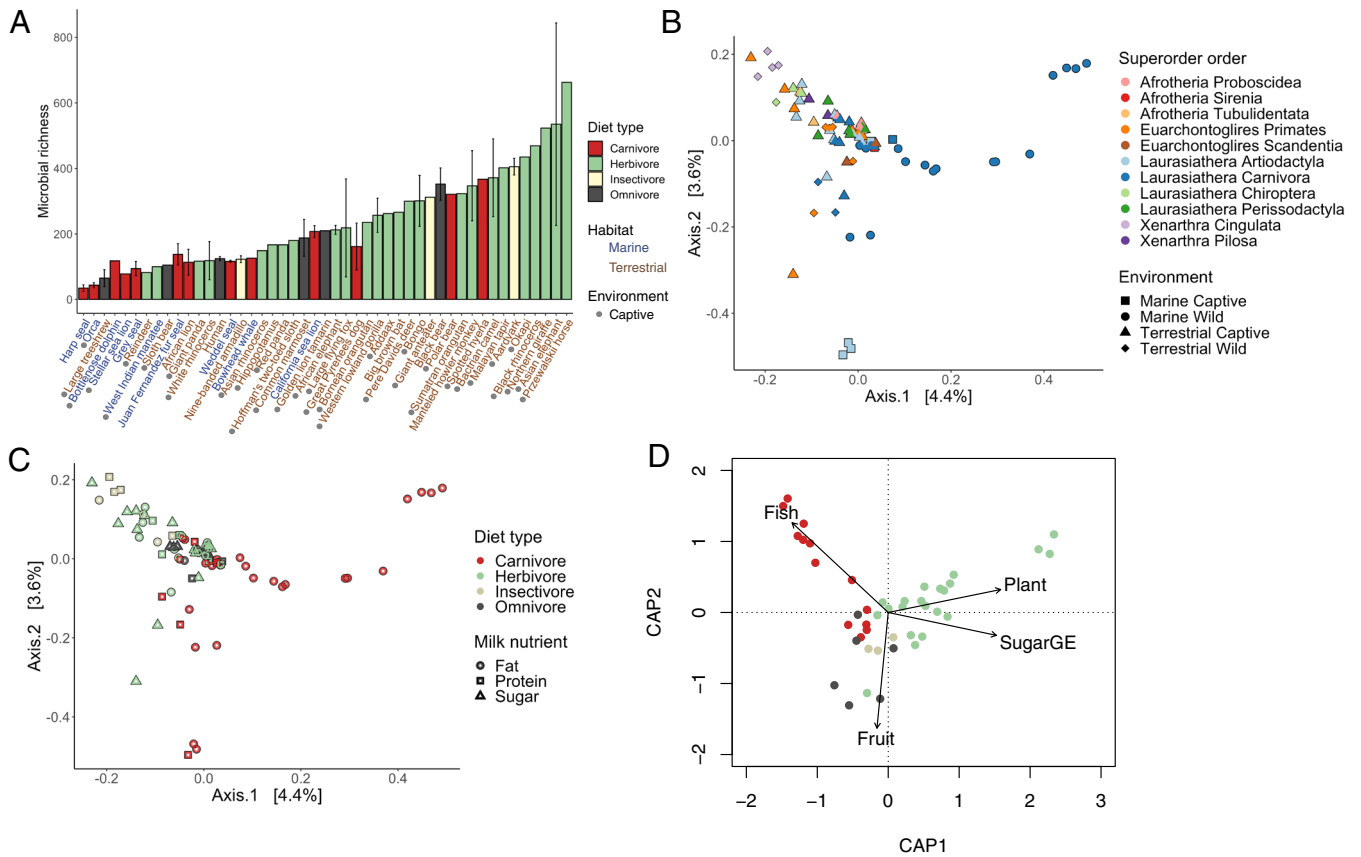 A
Microbial richness
800
600
400
200
0
Harp seal
Orca
Large treeshrew
Bottlenose dolphin
Stellar sea lion
Grey seal
Reindeer
West Indian manatee
Sloth bear
Juan Fernandez fur seal
African lion
Giant panda
White rhinoceros
Human
Weddel seal
Nine-banded armadillo
Bowhead whale
Asian rhinoceros
Hippopotamus
Red panda
Hoffman's two toed sloth
Common marmoset
California sea lion
Golden lion tamarin
African elephant
Large flying fox
Great Pyrenees dog
Bornean orangutan
Western lowland gorilla
Addax
Big brown bat
Pere Davids deer
Bongo
Giant anteater
Black bear
Polar bear
Sumatran orangutan
Manteled howler monkey
Spotted hyena
Bactrian camel
Malayan tapir
Aardvark
Okapi
Black rhinoceros
Northern giraffe
Asian elephant
Przewalski horse
Diet type
Carnivore
Herbivore
Insectivore
Omnivore
Habitat
Marine
Terrestrial
Environment
Captive
B
Axis.2 [3.6%]
0.2
0.0
-0.2
-0.4
-0.2
0.0
0.2
0.4
Axis.1 [4.4%]
Superorder order
Afrotheria Proboscidea
Afrotheria Sirenia
Afrotheria Tubulidentata
Euarchontoglires Primates
Euarchontoglires Scandentia
Laurasiathera Artiodactyla
Laurasiathera Carnivora
Laurasiathera Chiroptera
Laurasiathera Perissodactyla
Xenarthra Cingulata
Xenarthra Pilosa
Environment
Marine Captive
Marine Wild
Terrestrial Captive
Terrestrial Wild
C
Axis.2 [3.6%]
0.2
0.0
-0.2
-0.4
-0.2
0.0
0.2
0.4
Axis.1 [4.4%]
Diet type
Carnivore
Herbivore
Insectivore
Omnivore
Milk nutrient
Fat
Protein
Sugar
D
CAP2
2
1
0
−1
−2
Fish
Plant
SugarGE
Fruit
−2
−1
0
1
2
3
CAP1